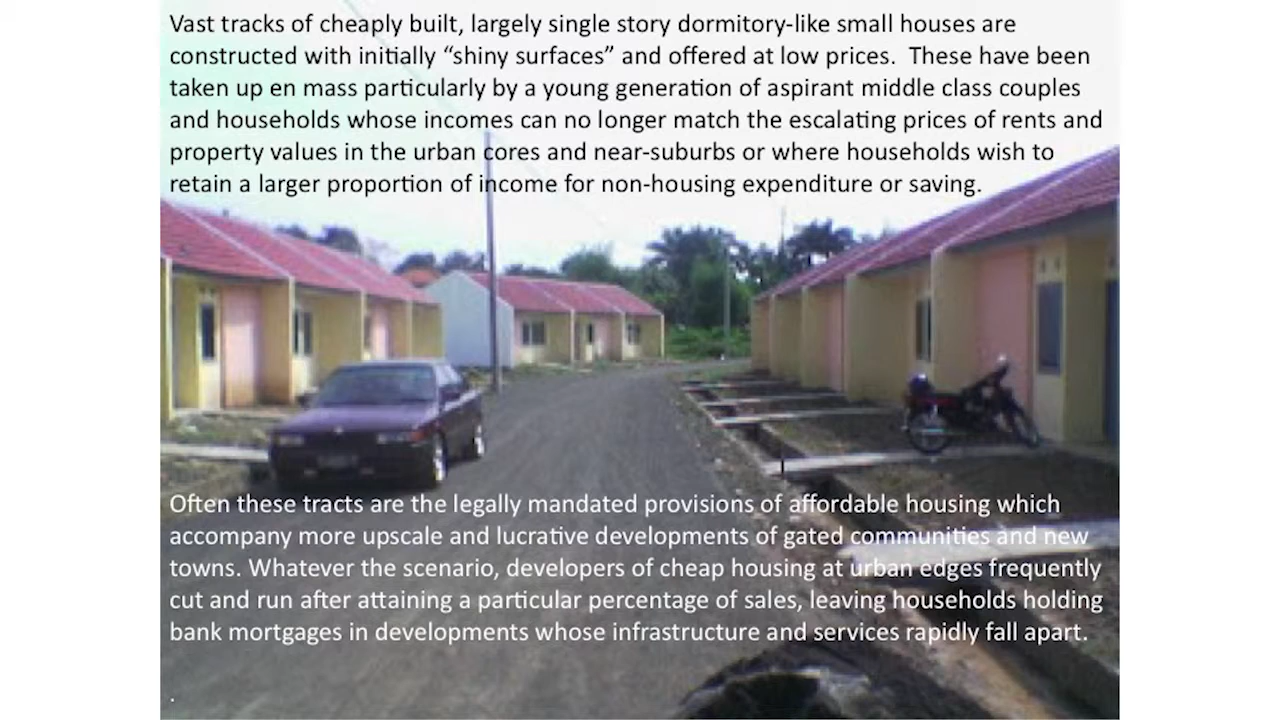 Vast tracks of cheaply built, largely single story dormitory-like small houses are
constructed with initially “shiny surfaces” and offered at low prices.  These have been
taken up en mass particularly by a young generation of aspirant middle class couples
and households whose incomes can no longer match the escalating prices of rents and
property values in the urban cores and near-suburbs or where households wish to
retain a larger proportion of income for non-housing expenditure or saving.
Often these tracts are the legally mandated provisions of affordable housing which
accompany more upscale and lucrative developments of gated communities and new
towns. Whatever the scenario, developers of cheap housing at urban edges frequently
cut and run after attaining a particular percentage of sales, leaving households holding
bank mortgages in developments whose infrastructure and services rapidly fall apart.
.